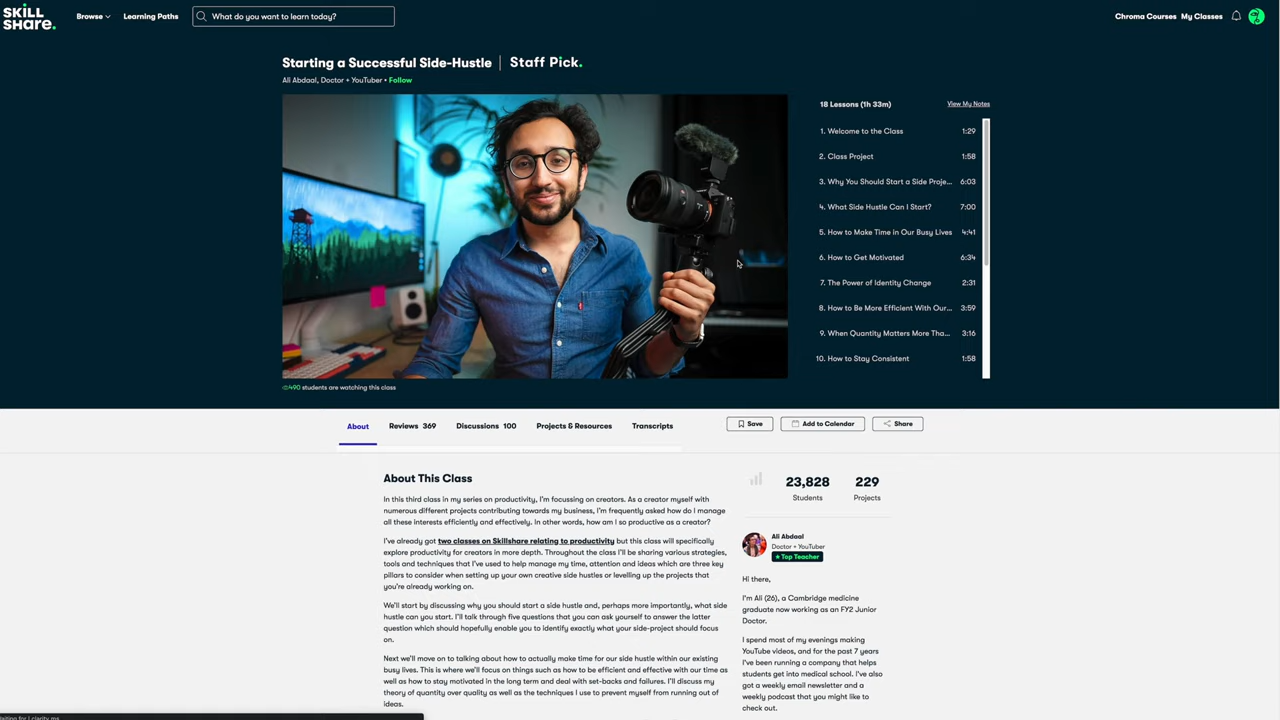 SKILL
SHARE.
Browse
Learning Paths
What do you want to learn today?
Chroma Courses
My Classes
Starting a Successful Side-Hustle
Staff Pick.
Ali Abdaal, Doctor + YouTuber • Follow
18 Lessons (1h 33m)
View My Notes
1. Welcome to the Class 1:29
2. Class Project 1:58
3. Why You Should Start a Side Proje... 6:03
4. What Side Hustle Can I Start? 7:00
5. How to Make Time in Our Busy Lives 4:41
6. How to Get Motivated 6:34
7. The Power of Identity Change 2:31
8. How to Be More Efficient With Our... 3:59
9. When Quantity Matters More Tha... 3:16
10. How to Stay Consistent 1:58
490 students are watching this class
About
Reviews 369
Discussions 100
Projects & Resources
Transcripts
Save
Add to Calendar
Share
About This Class
In this third class in my series on productivity, I'm focussing on creators. As a creator myself with
numerous different projects contributing towards my business, I'm frequently asked how do I manage
all these interests efficiently and effectively. In other words, how am I so productive as a creator?
I've already got two classes on Skillshare relating to productivity but this class will specifically
explore productivity for creators in more depth. Throughout the class I'll be sharing various strategies,
tools and techniques that I've used to help manage my time, attention and ideas which are three key
pillars to consider when setting up your own creative side hustles or levelling up the projects that
you're already working on.
We'll start by discussing why you should start a side hustle and, perhaps more importantly, what side
hustle can you start. I'll talk through five questions that you can ask yourself to answer the latter
question which should hopefully enable you to identify exactly what your side-project should focus
on.
Next we'll move on to talking about how to actually make time for our side hustle within our existing
busy lives. This is where we'll focus on things such as how to be efficient and effective with our time as
well as how to stay motivated in the long term and deal with set-backs and failures. I'll discuss my
theory of quantity over quality as well as the techniques I use to prevent myself from running out of
ideas.
23,828
Students
229
Projects
Ali Abdaal
Doctor + YouTuber
★ Top Teacher
Hi there,
I'm Ali (26), a Cambridge medicine
graduate now working as an FY2 Junior
Doctor.
I spend most of my evenings making
YouTube videos, and for the past 7 years
I've been running a company that helps
students get into medical school. I've also
got a weekly email newsletter and a
weekly podcast that you might like to
check out.